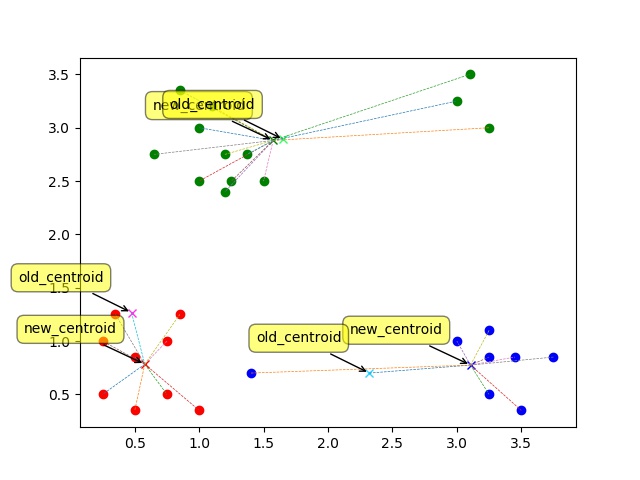 3.5
new_centroid
old_centroid
3.0
2.5
2.0
old_centroid
1.5
new_centroid
old_centroid
new_centroid
1.0
0.5
0.5 1.0 1.5 2.0 2.5 3.0 3.5